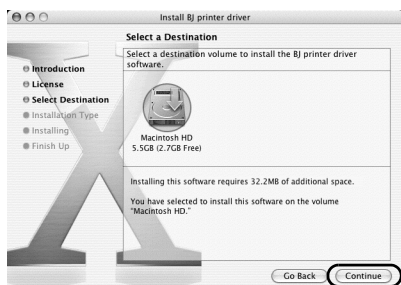 Install BJ printer driver
Select a Destination
Select a destination volume to install the BJ printer driver
software.
Introduction
License
Select Destination
Installation Type
Installing
Finish Up
Macintosh HD
5.5GB (2.7GB Free)
Installing this software requires 32.2MB of additional space.
You have selected to install this software on the volume
"Macintosh HD."
Go Back
Continue